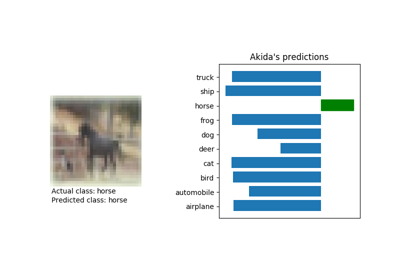 Akida's predictions
truck
ship
horse
frog
dog
deer
cat
bird
automobile
airplane
Actual class: horse
Predicted class: horse